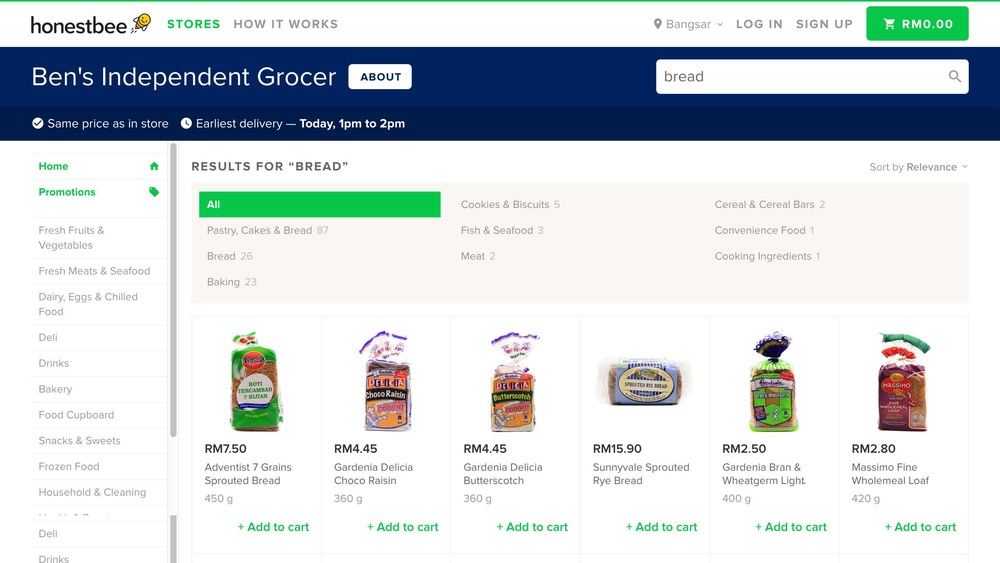 honestbee STORES HOW IT WORKS Bangsar LOG IN SIGN UP RM0.00
Ben's Independent Grocer ABOUT bread
Same price as in store Earliest delivery — Today, 1pm to 2pm
Home
Promotions
Fresh Fruits &
Vegetables
Fresh Meats & Seafood
Dairy, Eggs & Chilled
Food
Deli
Drinks
Bakery
Food Cupboard
Snacks & Sweets
Frozen Food
Household & Cleaning
Deli
Drinks
RESULTS FOR “BREAD” Sort by Relevance
All Cookies & Biscuits 5 Cereal & Cereal Bars 2
Pastry, Cakes & Bread 87 Fish & Seafood 3 Convenience Food 1
Bread 26 Meat 2 Cooking Ingredients 1
Baking 23
ROTI
TERCAMBAH
7 BIJIAN
DELICIA
Choco Raisin
DELICIA
Butterscotch
SPROUTED RYE BREAD
MASSIMO
FINE
WHOLEMEAL
LOAF
RM7.50
Adventist 7 Grains
Sprouted Bread
450 g
+ Add to cart
RM4.45
Gardenia Delicia
Choco Raisin
360 g
+ Add to cart
RM4.45
Gardenia Delicia
Butterscotch
360 g
+ Add to cart
RM15.90
Sunnyvale Sprouted
Rye Bread
+ Add to cart
RM2.50
Gardenia Bran &
Wheatgerm Light.
400 g
+ Add to cart
RM2.80
Massimo Fine
Wholemeal Loaf
420 g
+ Add to cart